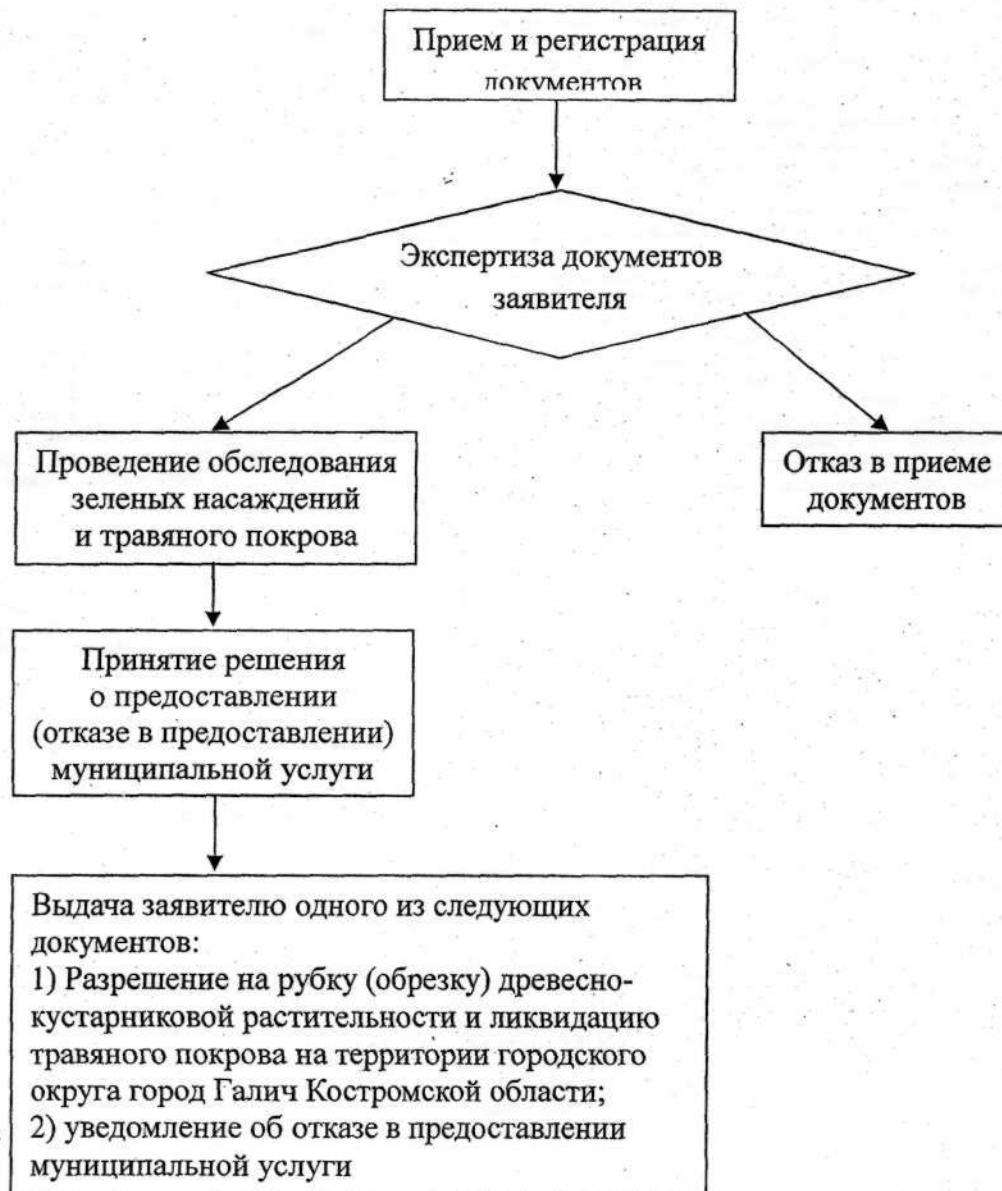 Прием и регистрация
документов
Экспертиза документов
заявителя
Проведение обследования
зеленых насаждений
и травяного покрова
Отказ в приеме
документов
Принятие решения
о предоставлении
(отказе в предоставлении)
муниципальной услуги
Выдача заявителю одного из следующих
документов:
1) Разрешение на рубку (обрезку) древесно-
кустарниковой растительности и ликвидацию
травяного покрова на территории городского
округа город Галич Костромской области;
2) уведомление об отказе в предоставлении
муниципальной услуги